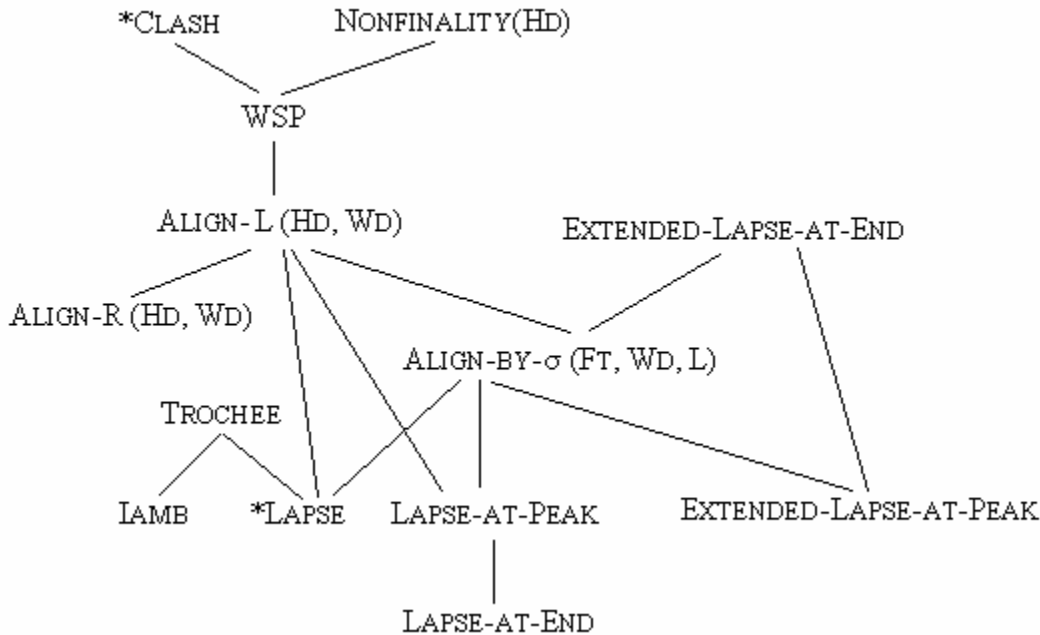 *CLASH NONFINALITY(HD)
WSP
ALIGN-L (HD, WD) EXTENDED-LAPSE-AT-END
ALIGN-R (HD, WD)
ALIGN-BY-σ (FT, WD, L)
TROCHEE
IAMB *LAPSE LAPSE-AT-PEAK EXTENDED-LAPSE-AT-PEAK
LAPSE-AT-END